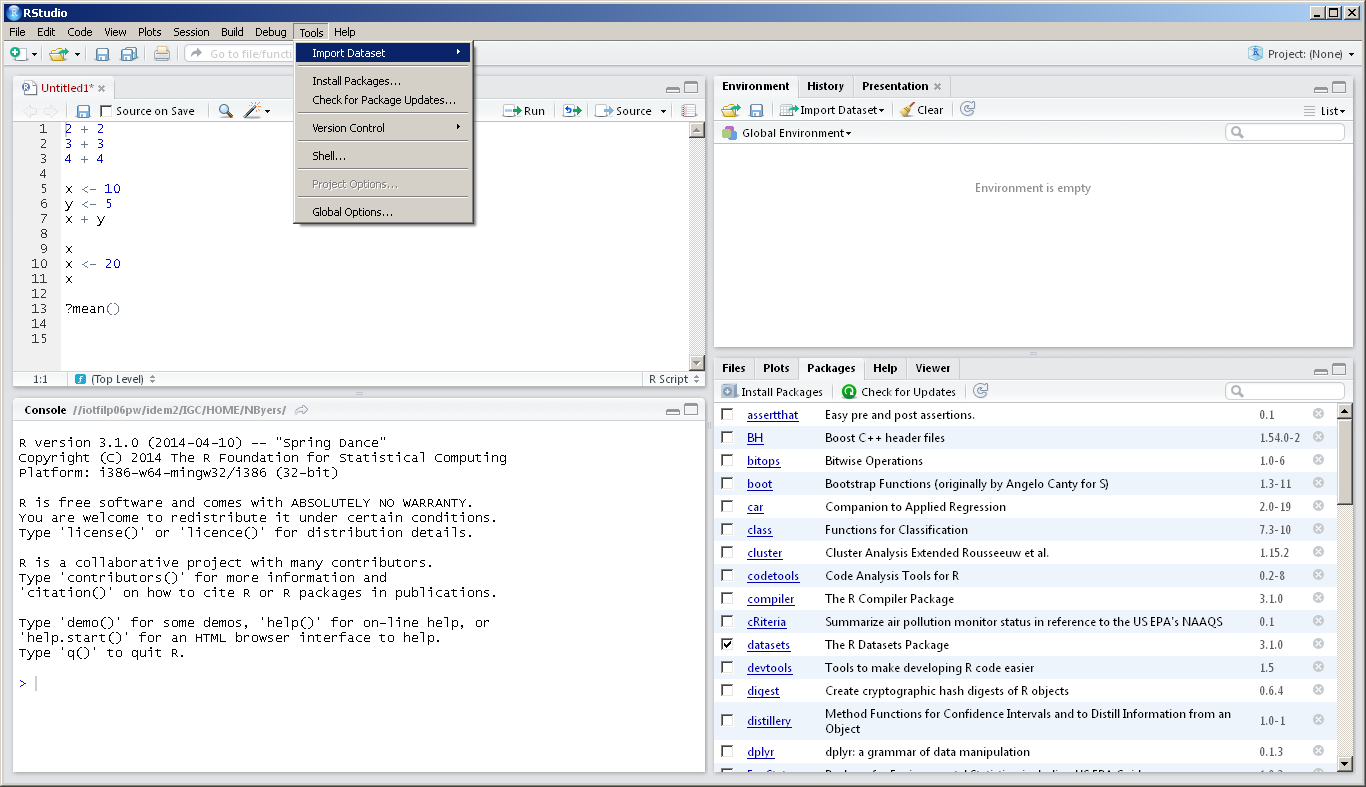 RStudio
File Edit Code View Plots Session Build Debug Tools Help
Go to file/functi
Project: (None)
Import Dataset
Install Packages...
Check for Package Updates...
Version Control
Shell...
Project Options...
Global Options...
Untitled1*
Source on Save
Run
Source
1 2 + 2
2 3 + 3
3 4 + 4
4
5 x <- 10
6 y <- 5
7 x + y
8
9 x
10 x <- 20
11 x
12
13 ?mean()
14
15
1:1 (Top Level) R Script
Console //iotfilp06pw/idem2/IGC/HOME/NByers/
R version 3.1.0 (2014-04-10) -- "Spring Dance"
Copyright (C) 2014 The R Foundation for Statistical Computing
Platform: i386-w64-mingw32/i386 (32-bit)
R is free software and comes with ABSOLUTELY NO WARRANTY.
You are welcome to redistribute it under certain conditions.
Type 'license()' or 'licence()' for distribution details.
R is a collaborative project with many contributors.
Type 'contributors()' for more information and
'citation()' on how to cite R or R packages in publications.
Type 'demo()' for some demos, 'help()' for on-line help, or
'help.start()' for an HTML browser interface to help.
Type 'q()' to quit R.
>
Environment History Presentation
Import Dataset Clear List
Global Environment
Environment is empty
Files Plots Packages Help Viewer
Install Packages Check for Updates
assertthat Easy pre and post assertions. 0.1
BH Boost C++ header files 1.54.0-2
bitops Bitwise Operations 1.0-6
boot Bootstrap Functions (originally by Angelo Canty for S) 1.3-11
car Companion to Applied Regression 2.0-19
class Functions for Classification 7.3-10
cluster Cluster Analysis Extended Rousseeuw et al. 1.15.2
codetools Code Analysis Tools for R 0.2-8
compiler The R Compiler Package 3.1.0
cRiteria Summarize air pollution monitor status in reference to the US EPA's NAAQS 0.1
datasets The R Datasets Package 3.1.0
devtools Tools to make developing R code easier 1.5
digest Create cryptographic hash digests of R objects 0.6.4
distillery Method Functions for Confidence Intervals and to Distill Information from an
Object 1.0-1
dplyr dplyr: a grammar of data manipulation 0.1.3